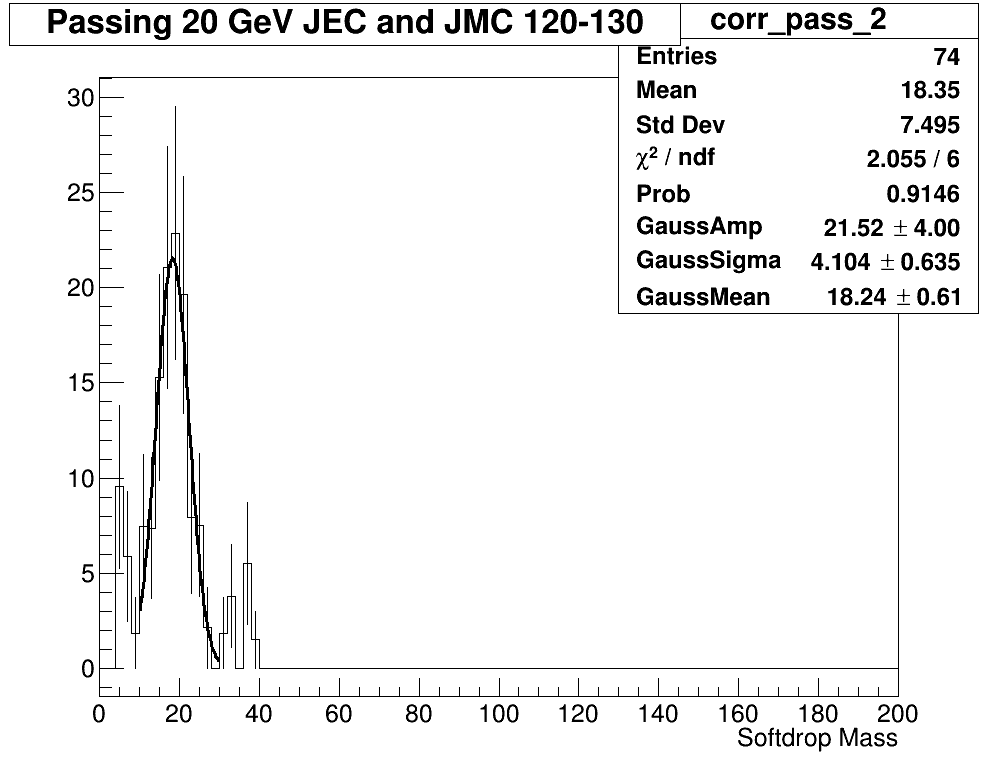 Passing 20 GeV JEC and JMC 120-130
corr_pass_2
Entries 74
Mean 18.35
Std Dev 7.495
χ² / ndf 2.055 / 6
Prob 0.9146
GaussAmp 21.52 ± 4.00
GaussSigma 4.104 ± 0.635
GaussMean 18.24 ± 0.61
30
25
20
15
10
5
0
0 20 40 60 80 100 120 140 160 180 200
Softdrop Mass